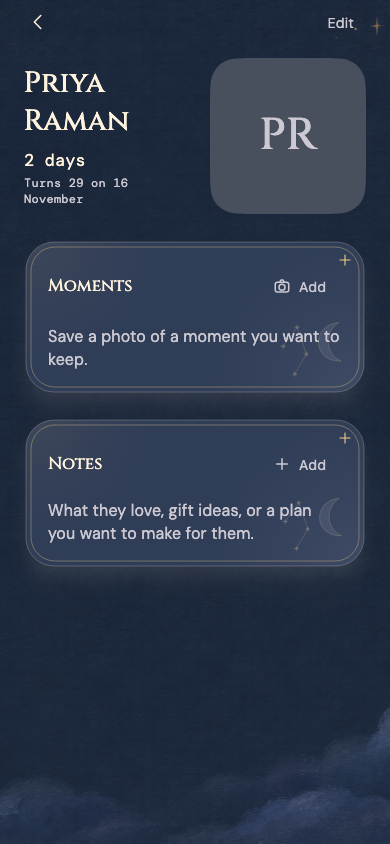 Edit
Priya
Raman
2 days
Turns 29 on 16
November
PR
Moments
Add
Save a photo of a moment you want to
keep.
Notes
Add
What they love, gift ideas, or a plan
you want to make for them.